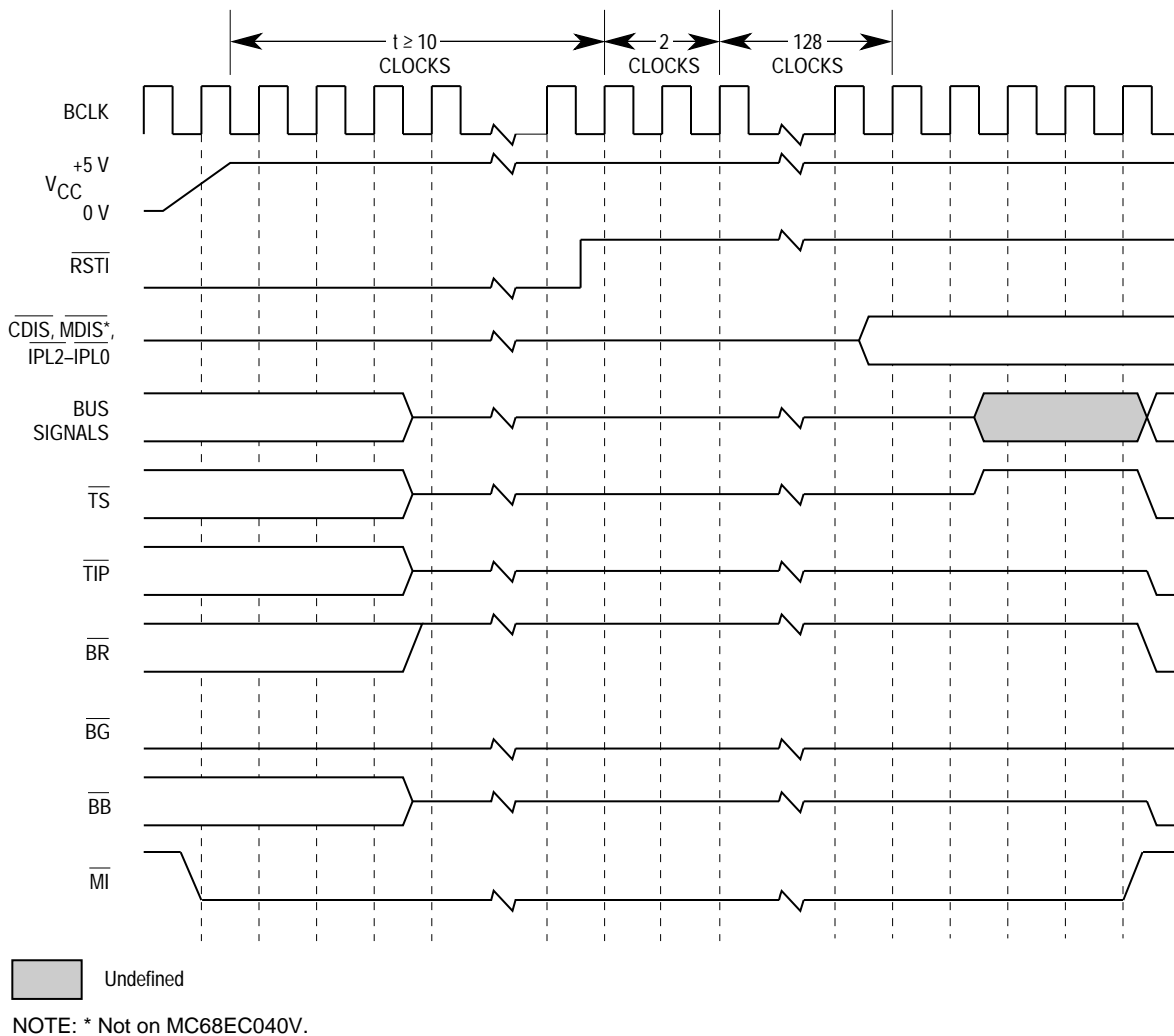 t ≥ 10
CLOCKS
2
CLOCKS
128
CLOCKS
BCLK
+5 V
VCC
0 V
RSTI
CDIS, MDIS*,
IPL2–IPL0
BUS
SIGNALS
TS
TIP
BR
BG
BB
MI
Undefined
NOTE: * Not on MC68EC040V.